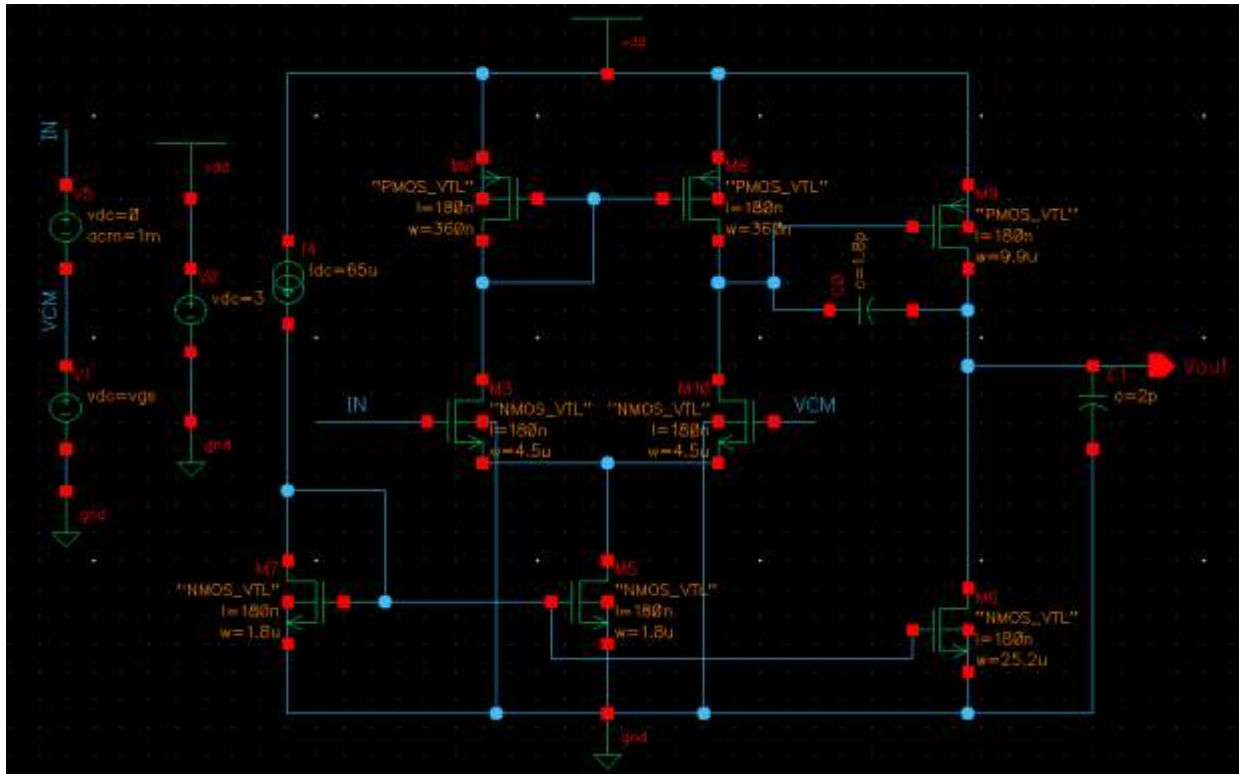 vdd
IN
V5
vdc=0
acm=1m
VCM
V1
vdc=vgs
gnd
vdd
V0
vdc=3
gnd
I4
idc=65u
M0
"PMOS_VTL"
l=180n
w=360n
M8
"PMOS_VTL"
l=180n
w=360n
M9
"PMOS_VTL"
l=180n
w=9.9u
C0
c=1.8p
IN
M3
"NMOS_VTL"
l=180n
w=4.5u
M10
"NMOS_VTL"
l=180n
w=4.5u
VCM
Vout
C1
c=2p
M7
"NMOS_VTL"
l=180n
w=1.8u
M5
"NMOS_VTL"
l=180n
w=1.8u
M6
"NMOS_VTL"
l=180n
w=25.2u
gnd